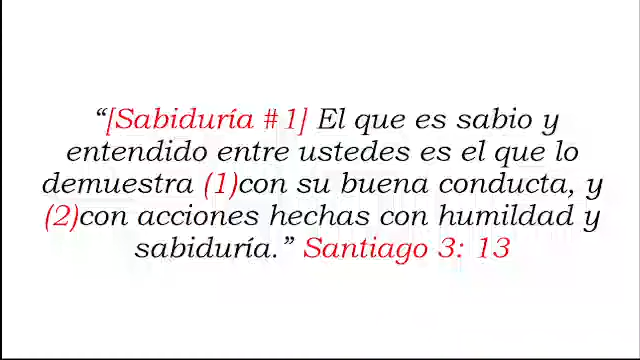 “[Sabiduría #1] El que es sabio y
entendido entre ustedes es el que lo
demuestra (1)con su buena conducta, y
(2)con acciones hechas con humildad y
sabiduría.” Santiago 3: 13